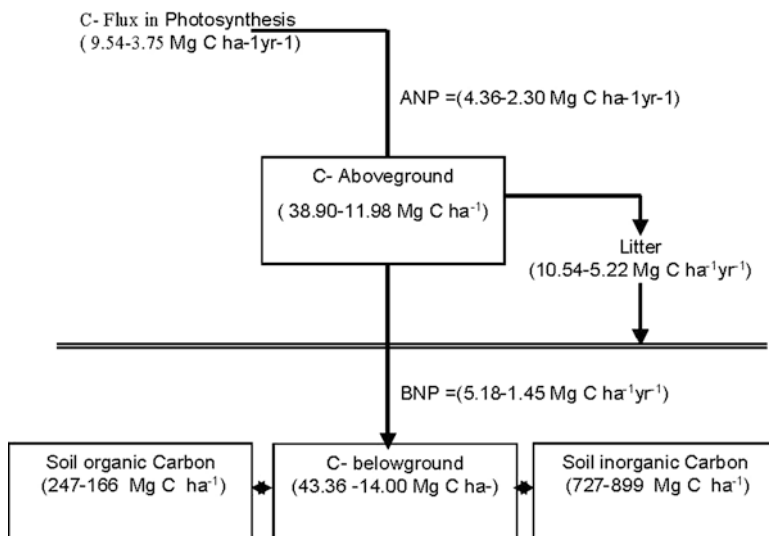 C- Flux in Photosynthesis
( 9.54-3.75 Mg C ha-1yr-1)
ANP =(4.36-2.30 Mg C ha-1yr-1)
C- Aboveground
( 38.90-11.98 Mg C ha⁻¹)
Litter
(10.54-5.22 Mg C ha⁻¹yr⁻¹)
BNP =(5.18-1.45 Mg C ha⁻¹yr⁻¹)
Soil organic Carbon
(247-166 Mg C ha⁻¹)
C- belowground
(43.36 -14.00 Mg C ha-)
Soil inorganic Carbon
(727-899 Mg C ha⁻¹)